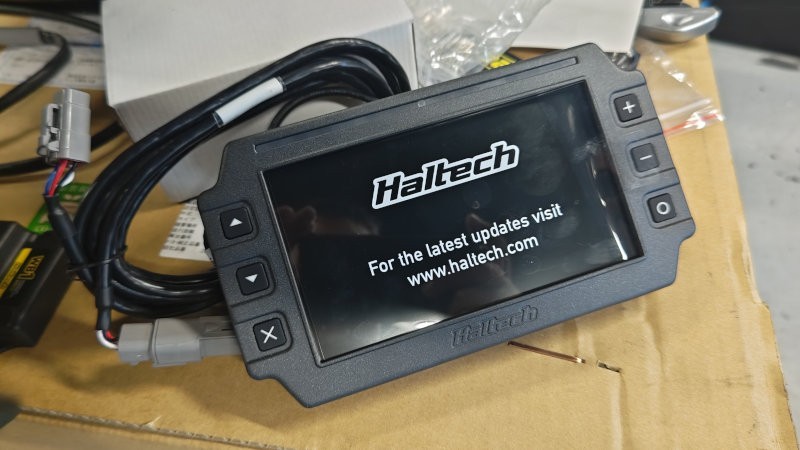 Haltech
For the latest updates visit
www.haltech.com
Haltech